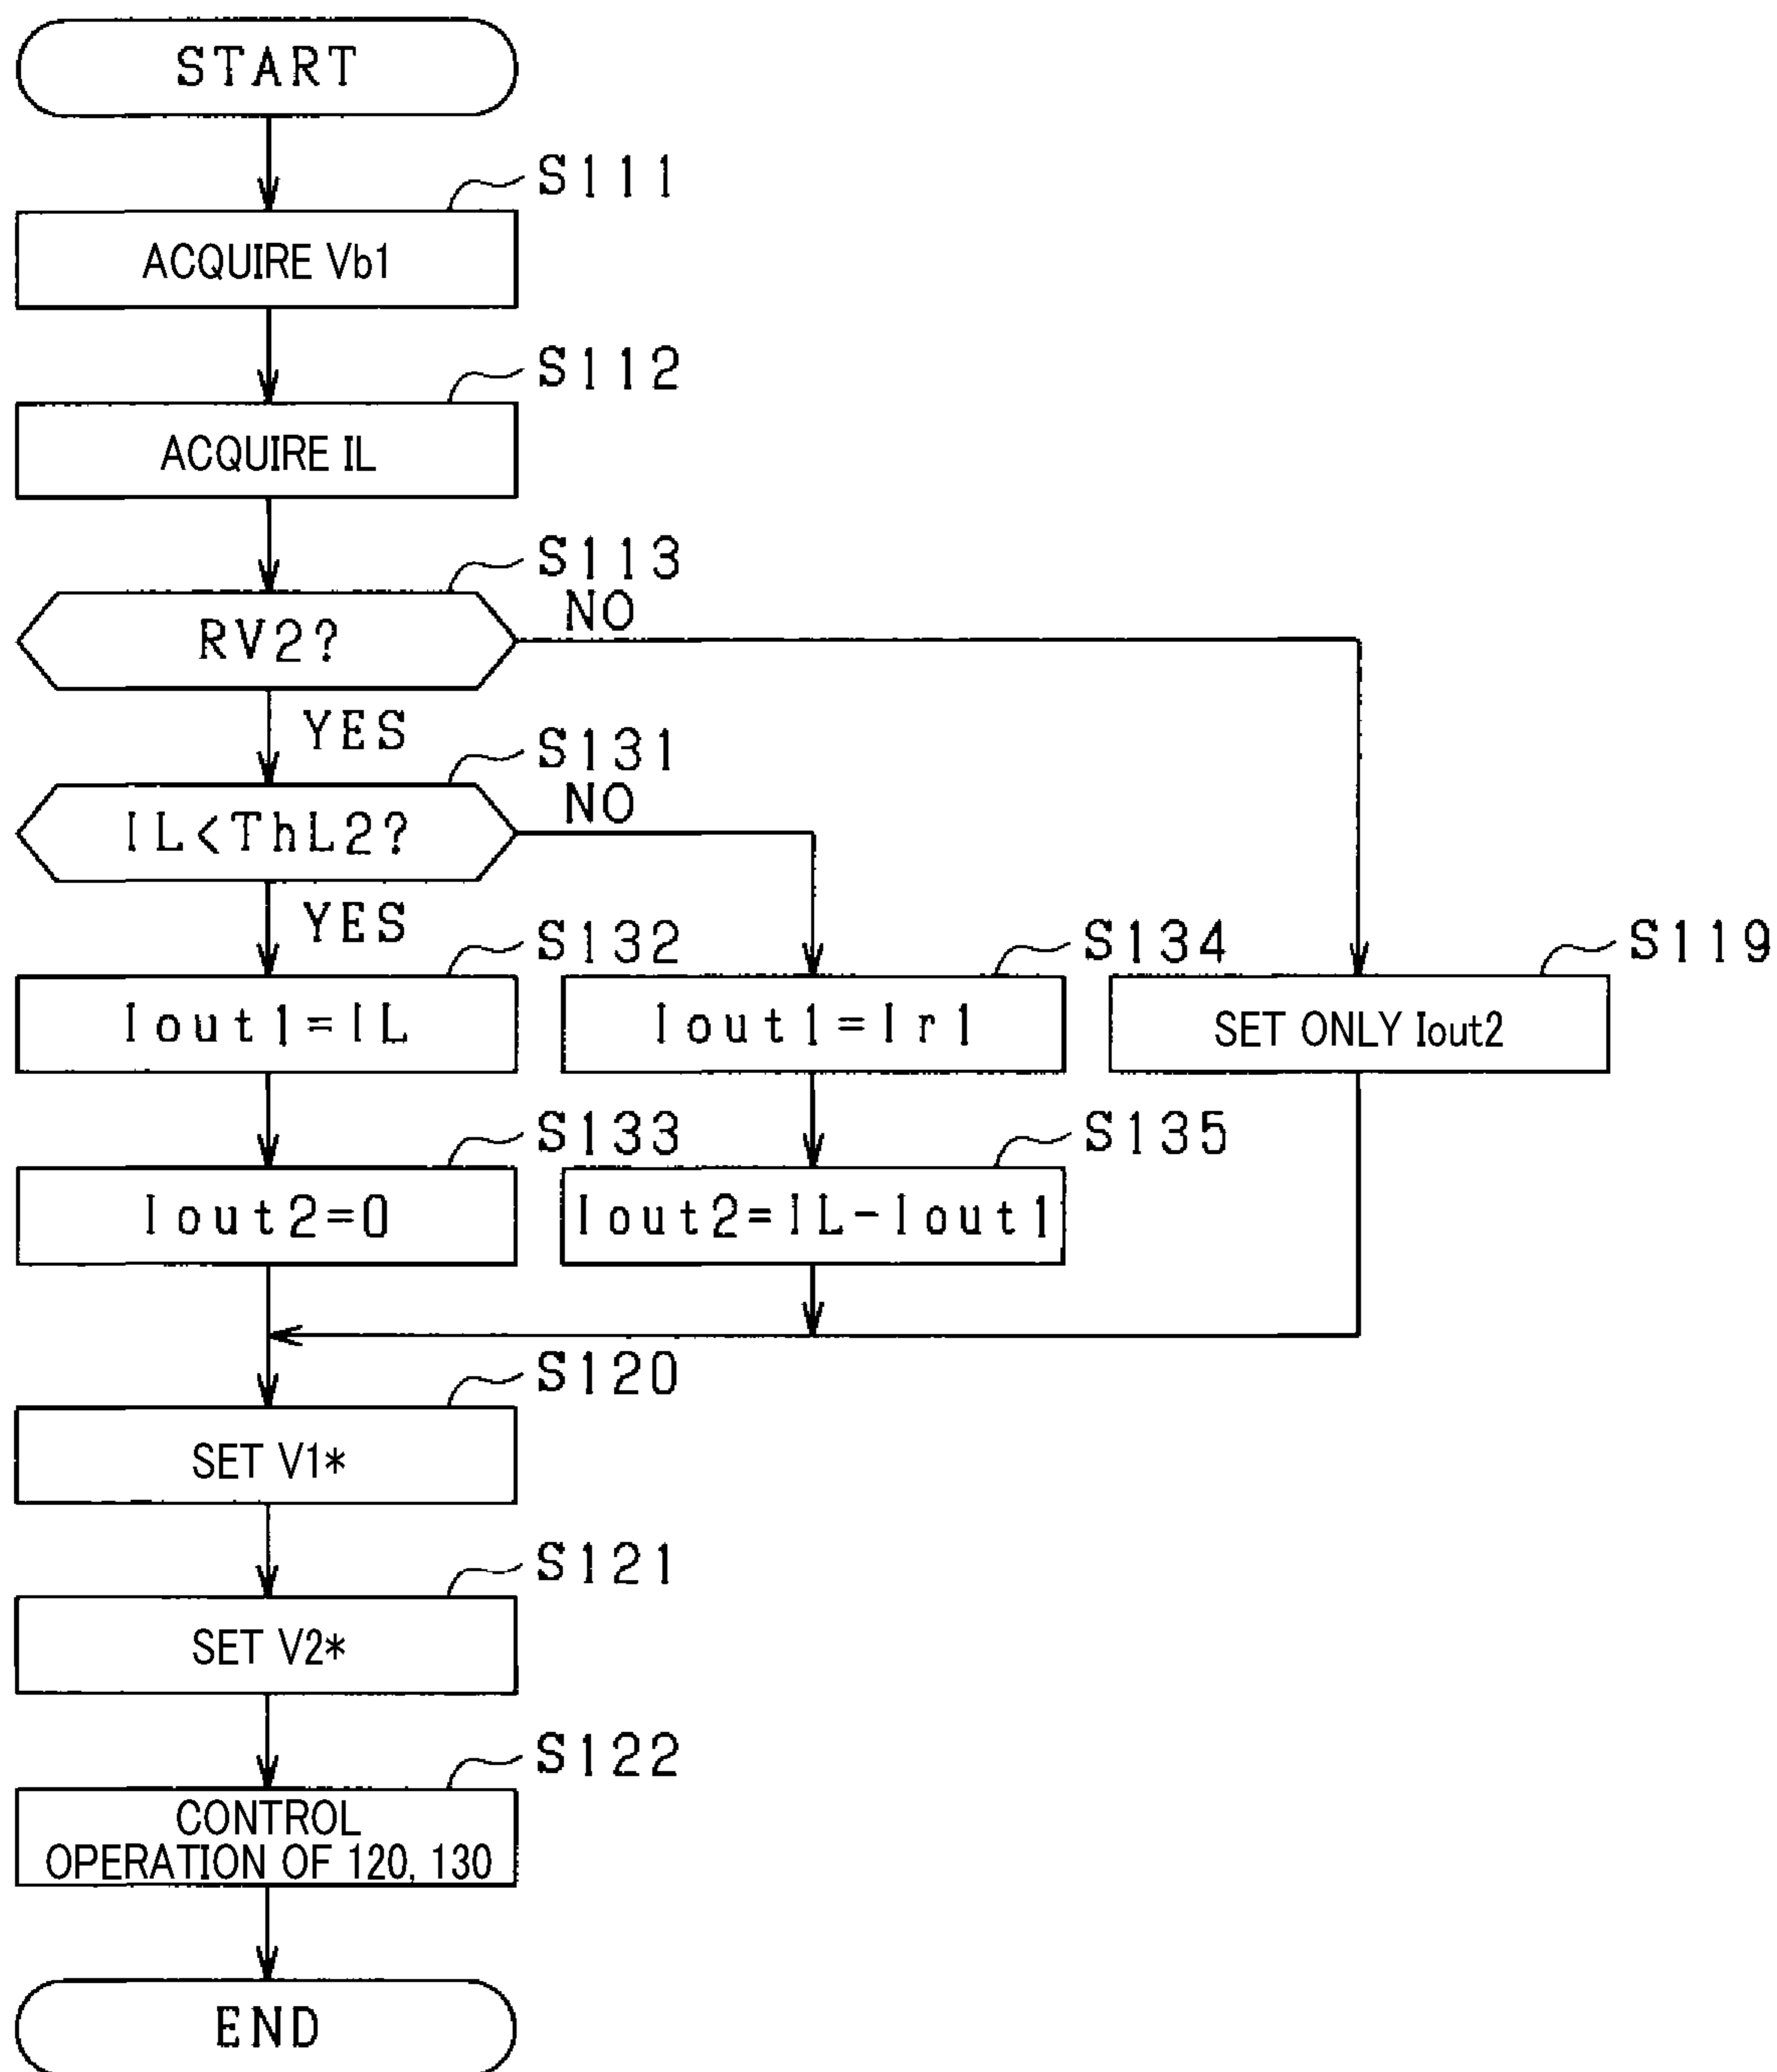 START
S111
ACQUIRE Vb1
S112
ACQUIRE IL
S113
NO
RV2?
YES
S131
NO
IL<ThL2?
YES
S132
S134
S119
Iout1=IL
Iout1=Ir1
SET ONLY Iout2
S133
S135
Iout2=0
Iout2=IL-Iout1
S120
SET V1*
S121
SET V2*
S122
CONTROL
OPERATION OF 120, 130
END